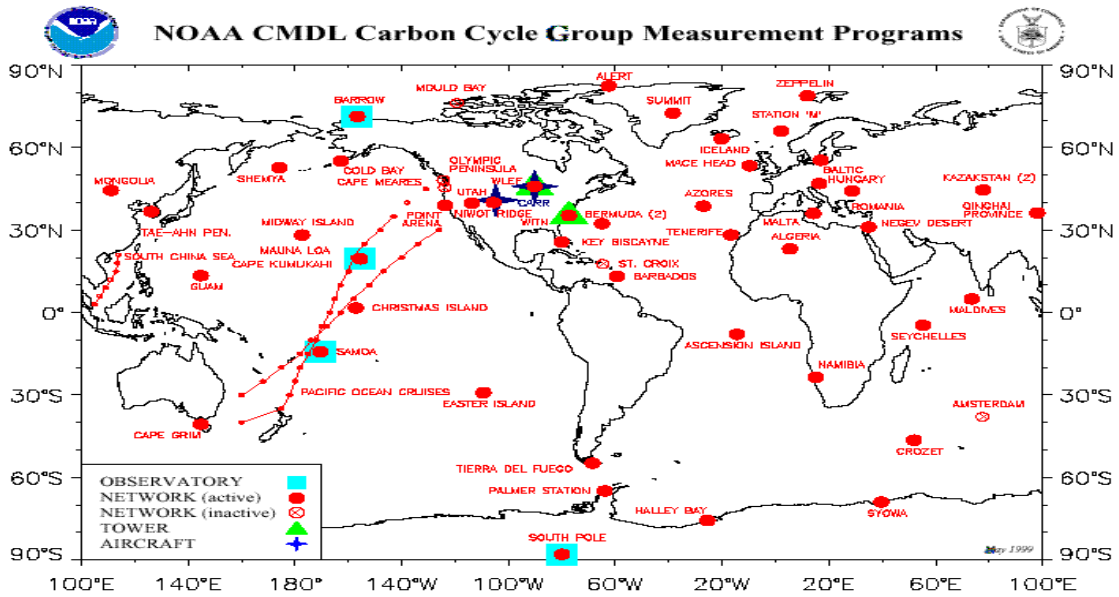 NOAA
NOAA CMDL Carbon Cycle Group Measurement Programs
90°N
60°N
30°N
0°
30°S
60°S
90°S
90°N
60°N
30°N
0°
30°S
60°S
90°S
ALERT
ZEPPELIN
MOULD BAY
BARROW
SUMMIT
STATION 'M'
ICELAND
MACE HEAD
BALTIC
HUNGARY
OLYMPIC
PENINSULA
COLD BAY
CAPE MEARES
WLEF
SHEMYA
MONGOLIA
KAZAKSTAN (2)
UTAH
CARR
AZORES
ROMANIA
QINGHAI
PROVINCE
POINT
ARENA
NIWOT RIDGE
WITN
BERMUDA (2)
MALTA
NEGEV DESERT
TAE-AHN PEN.
MIDWAY ISLAND
KEY BISCAYNE
TENERIFE
ALGERIA
SOUTH CHINA SEA
MAUNA LOA
CAPE KUMUKAHI
ST. CROIX
BARBADOS
GUAM
CHRISTMAS ISLAND
MALDIVES
SEYCHELLES
SAMOA
ASCENSION ISLAND
NAMIBIA
PACIFIC OCEAN CRUISES
EASTER ISLAND
AMSTERDAM
CAPE GRIM
CROZET
TIERRA DEL FUEGO
PALMER STATION
HALLEY BAY
SYOWA
SOUTH POLE
OBSERVATORY
NETWORK (active)
NETWORK (inactive)
TOWER
AIRCRAFT
May 1999
100°E
140°E
180°
140°W
100°W
60°W
20°W
20°E
60°E
100°E